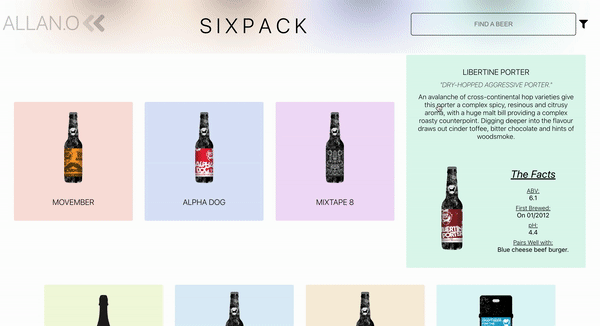 ALLAN.O
SIXPACK
FIND A BEER
LIBERTINE PORTER
"DRY-HOPPED AGGRESSIVE PORTER."
An avalanche of cross-continental hop varieties give
this porter a complex spicy, resinous and citrusy
aroma, with a huge malt bill providing a complex
roasty counterpoint. Digging deeper into the flavour
draws out cinder toffee, bitter chocolate and hints of
woodsmoke.
The Facts
ABV:
6.1
First Brewed:
On 01/2012
pH:
4.4
Pairs Well with:
Blue cheese beef burger.
MOVEMBER
ALPHA DOG
ALPHA DOG
MIXTAPE 8